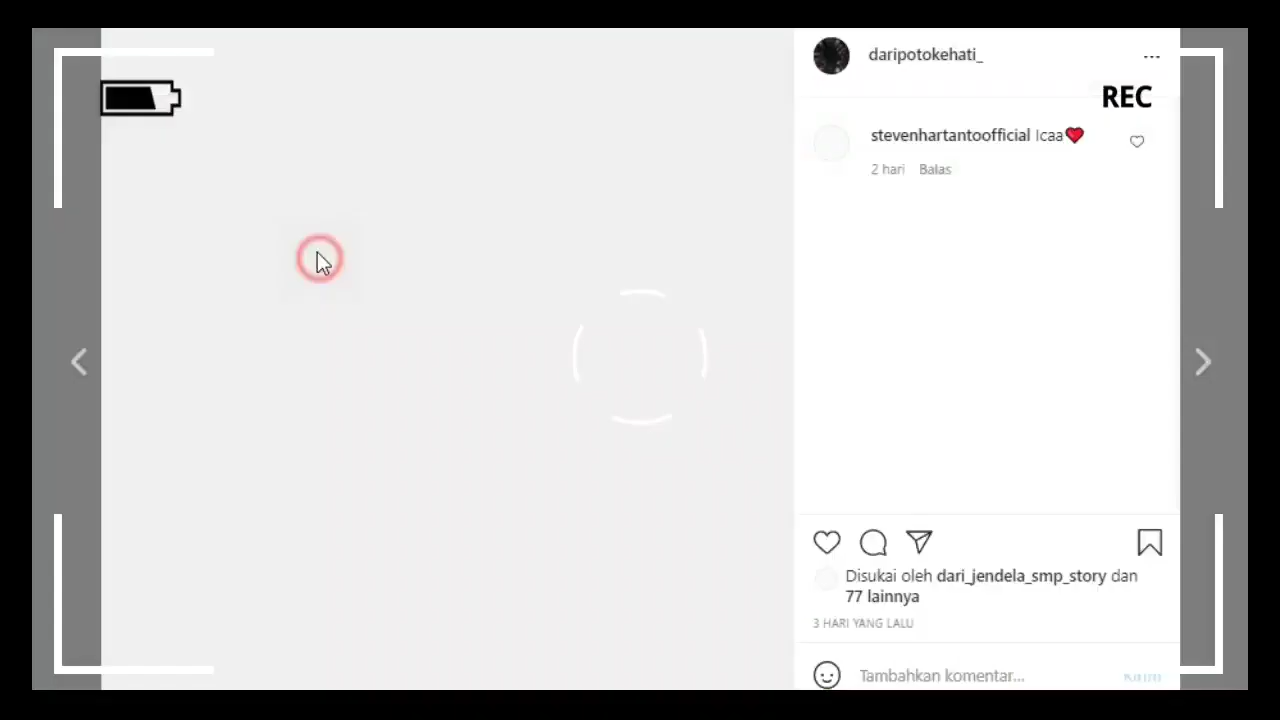 daripotokehati_
REC
stevenhartantoofficial Icaa❤️
2 hari Balas
Disukai oleh dari_jendela_smp_story dan
77 lainnya
3 HARI YANG LALU
Tambahkan komentar...